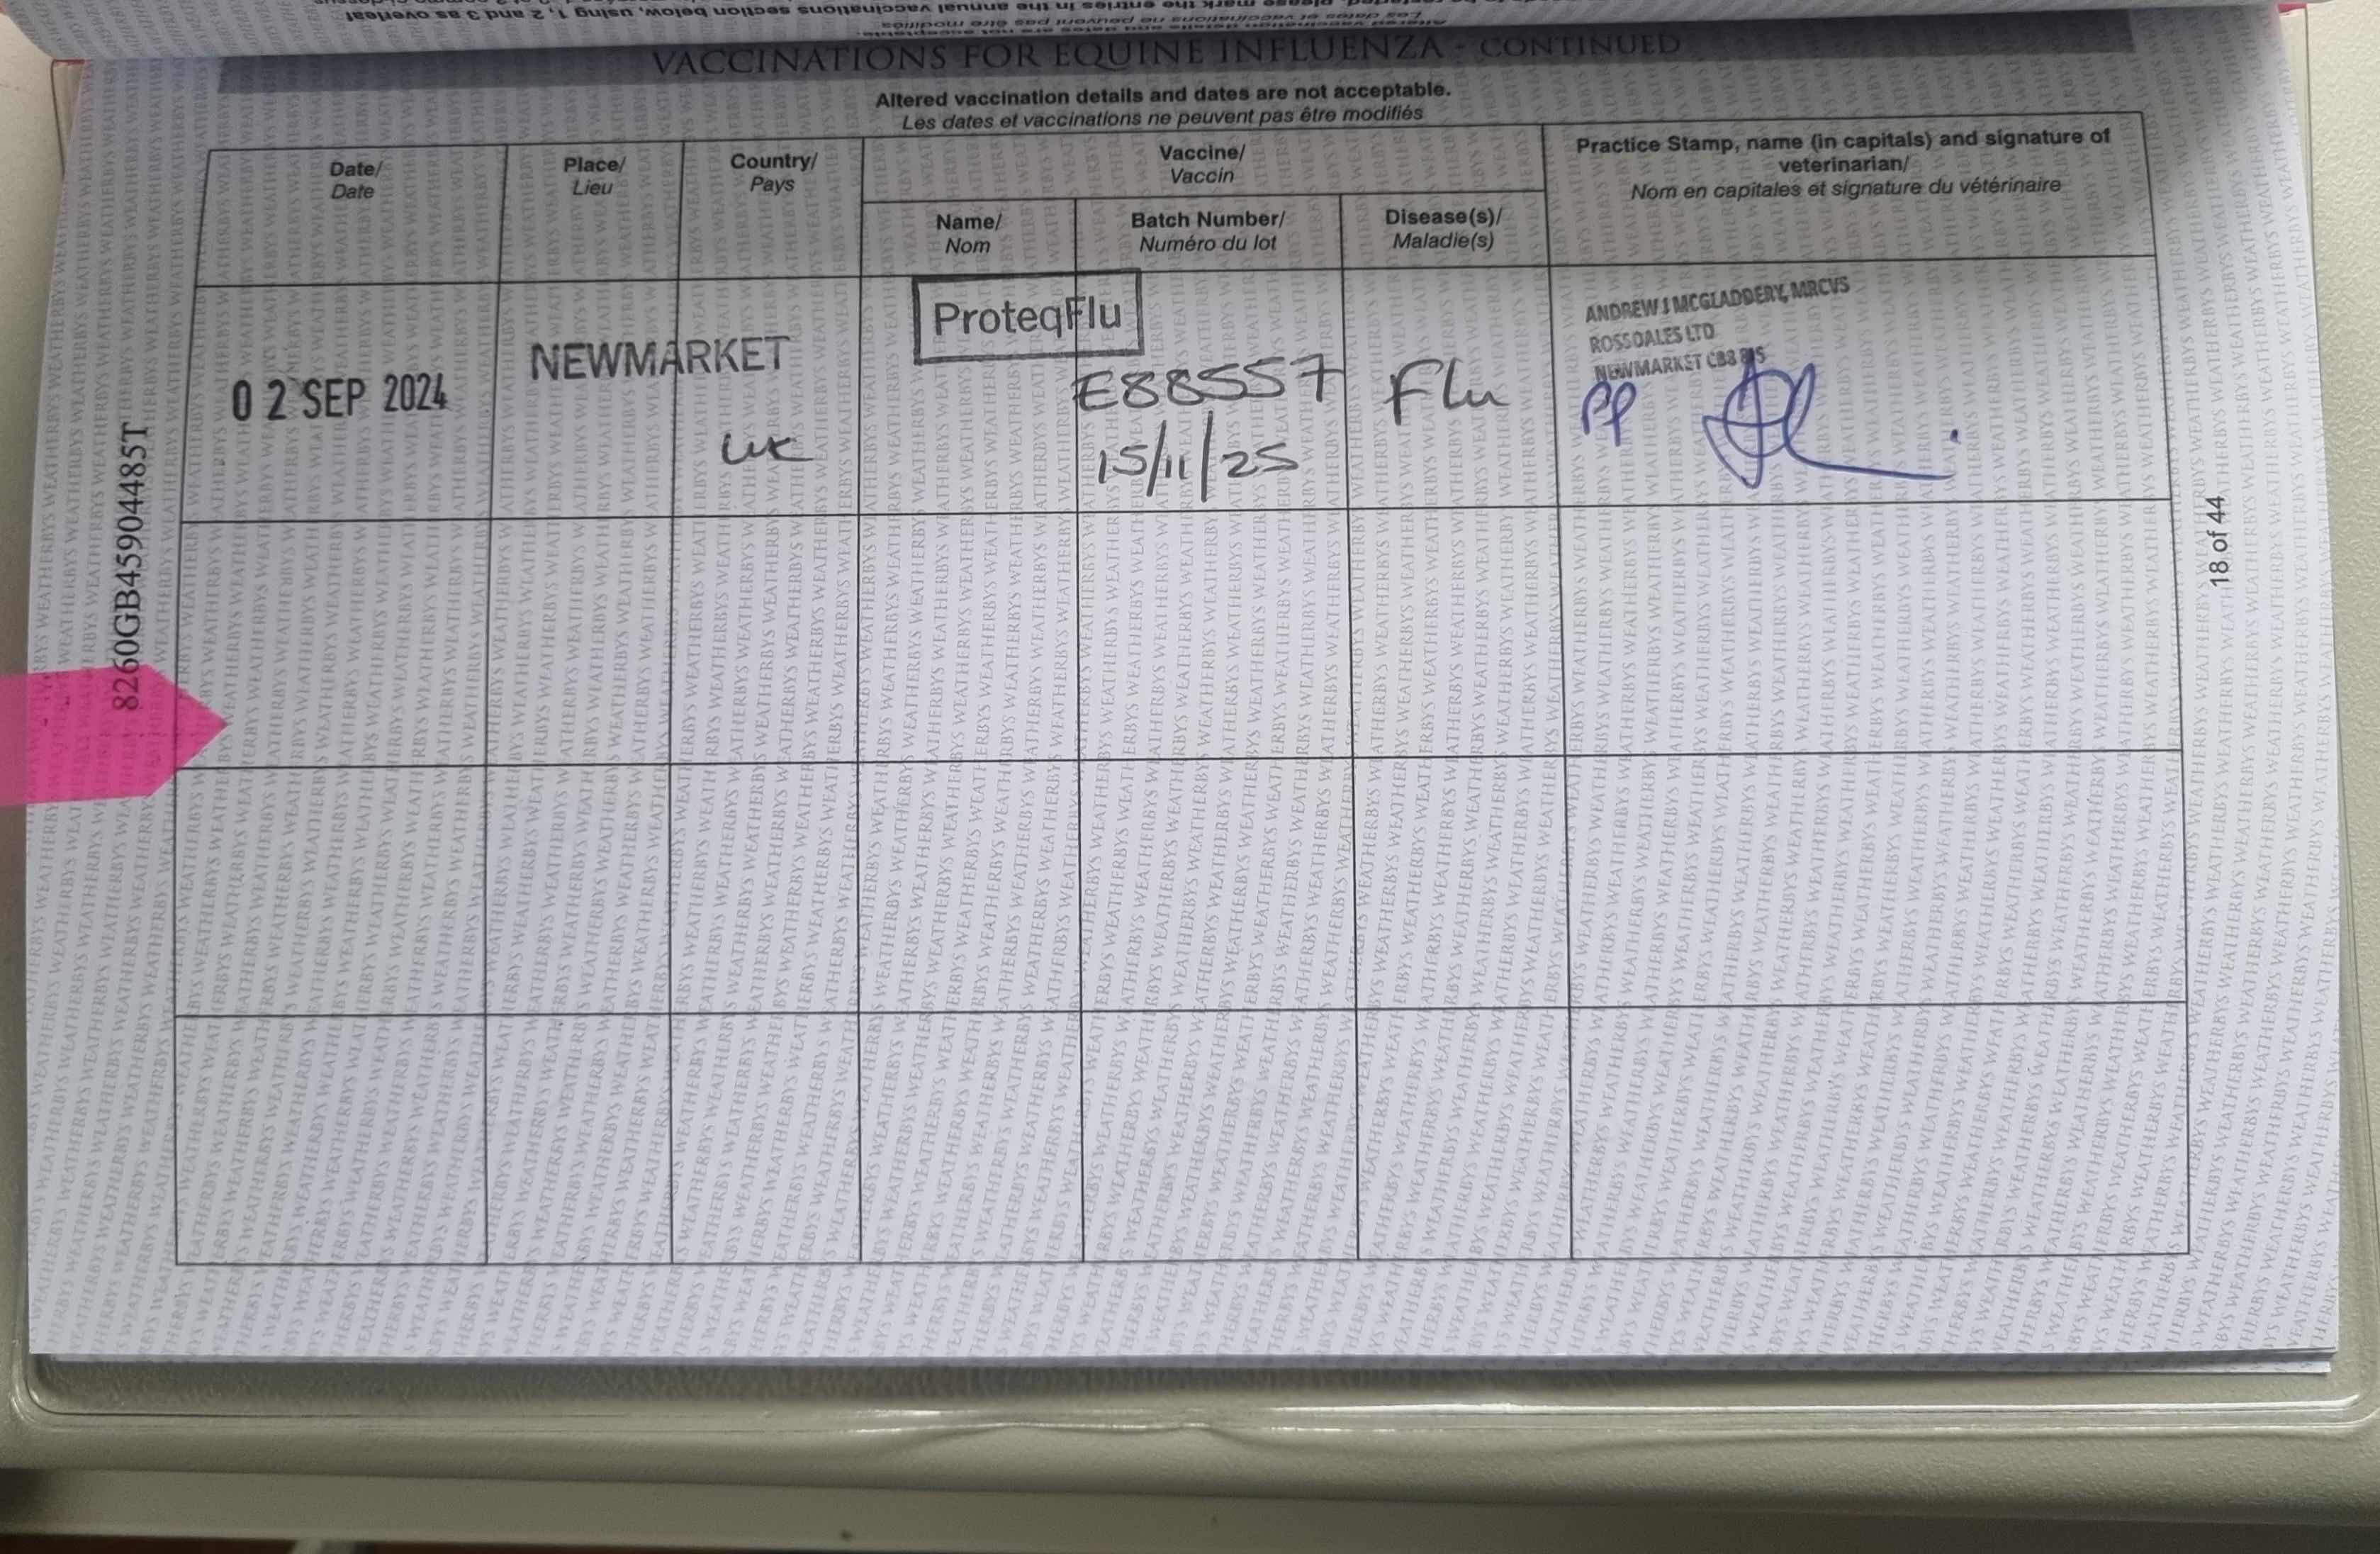 VACCINATIONS FOR EQUINE INFLUENZA - CONTINUED
Altered vaccination details and dates are not acceptable.
Les dates et vaccinations ne peuvent pas être modifiés
Date/
Date
Place/
Lieu
Country/
Pays
Vaccine/
Vaccin
Name/
Nom
Batch Number/
Numéro du lot
Disease(s)/
Maladie(s)
Practice Stamp, name (in capitals) and signature of
veterinarian/
Nom en capitales et signature du vétérinaire
02 SEP 2024
NEWMARKET
UK
ProteqFlu
E88557
15/11/25
Flu
ANDREW J MCGLADDERY, MRCVS
ROSSDALES LTD
NEWMARKET CB8
PP
8260GB45904485T
18 of 44
WEATHERBYS